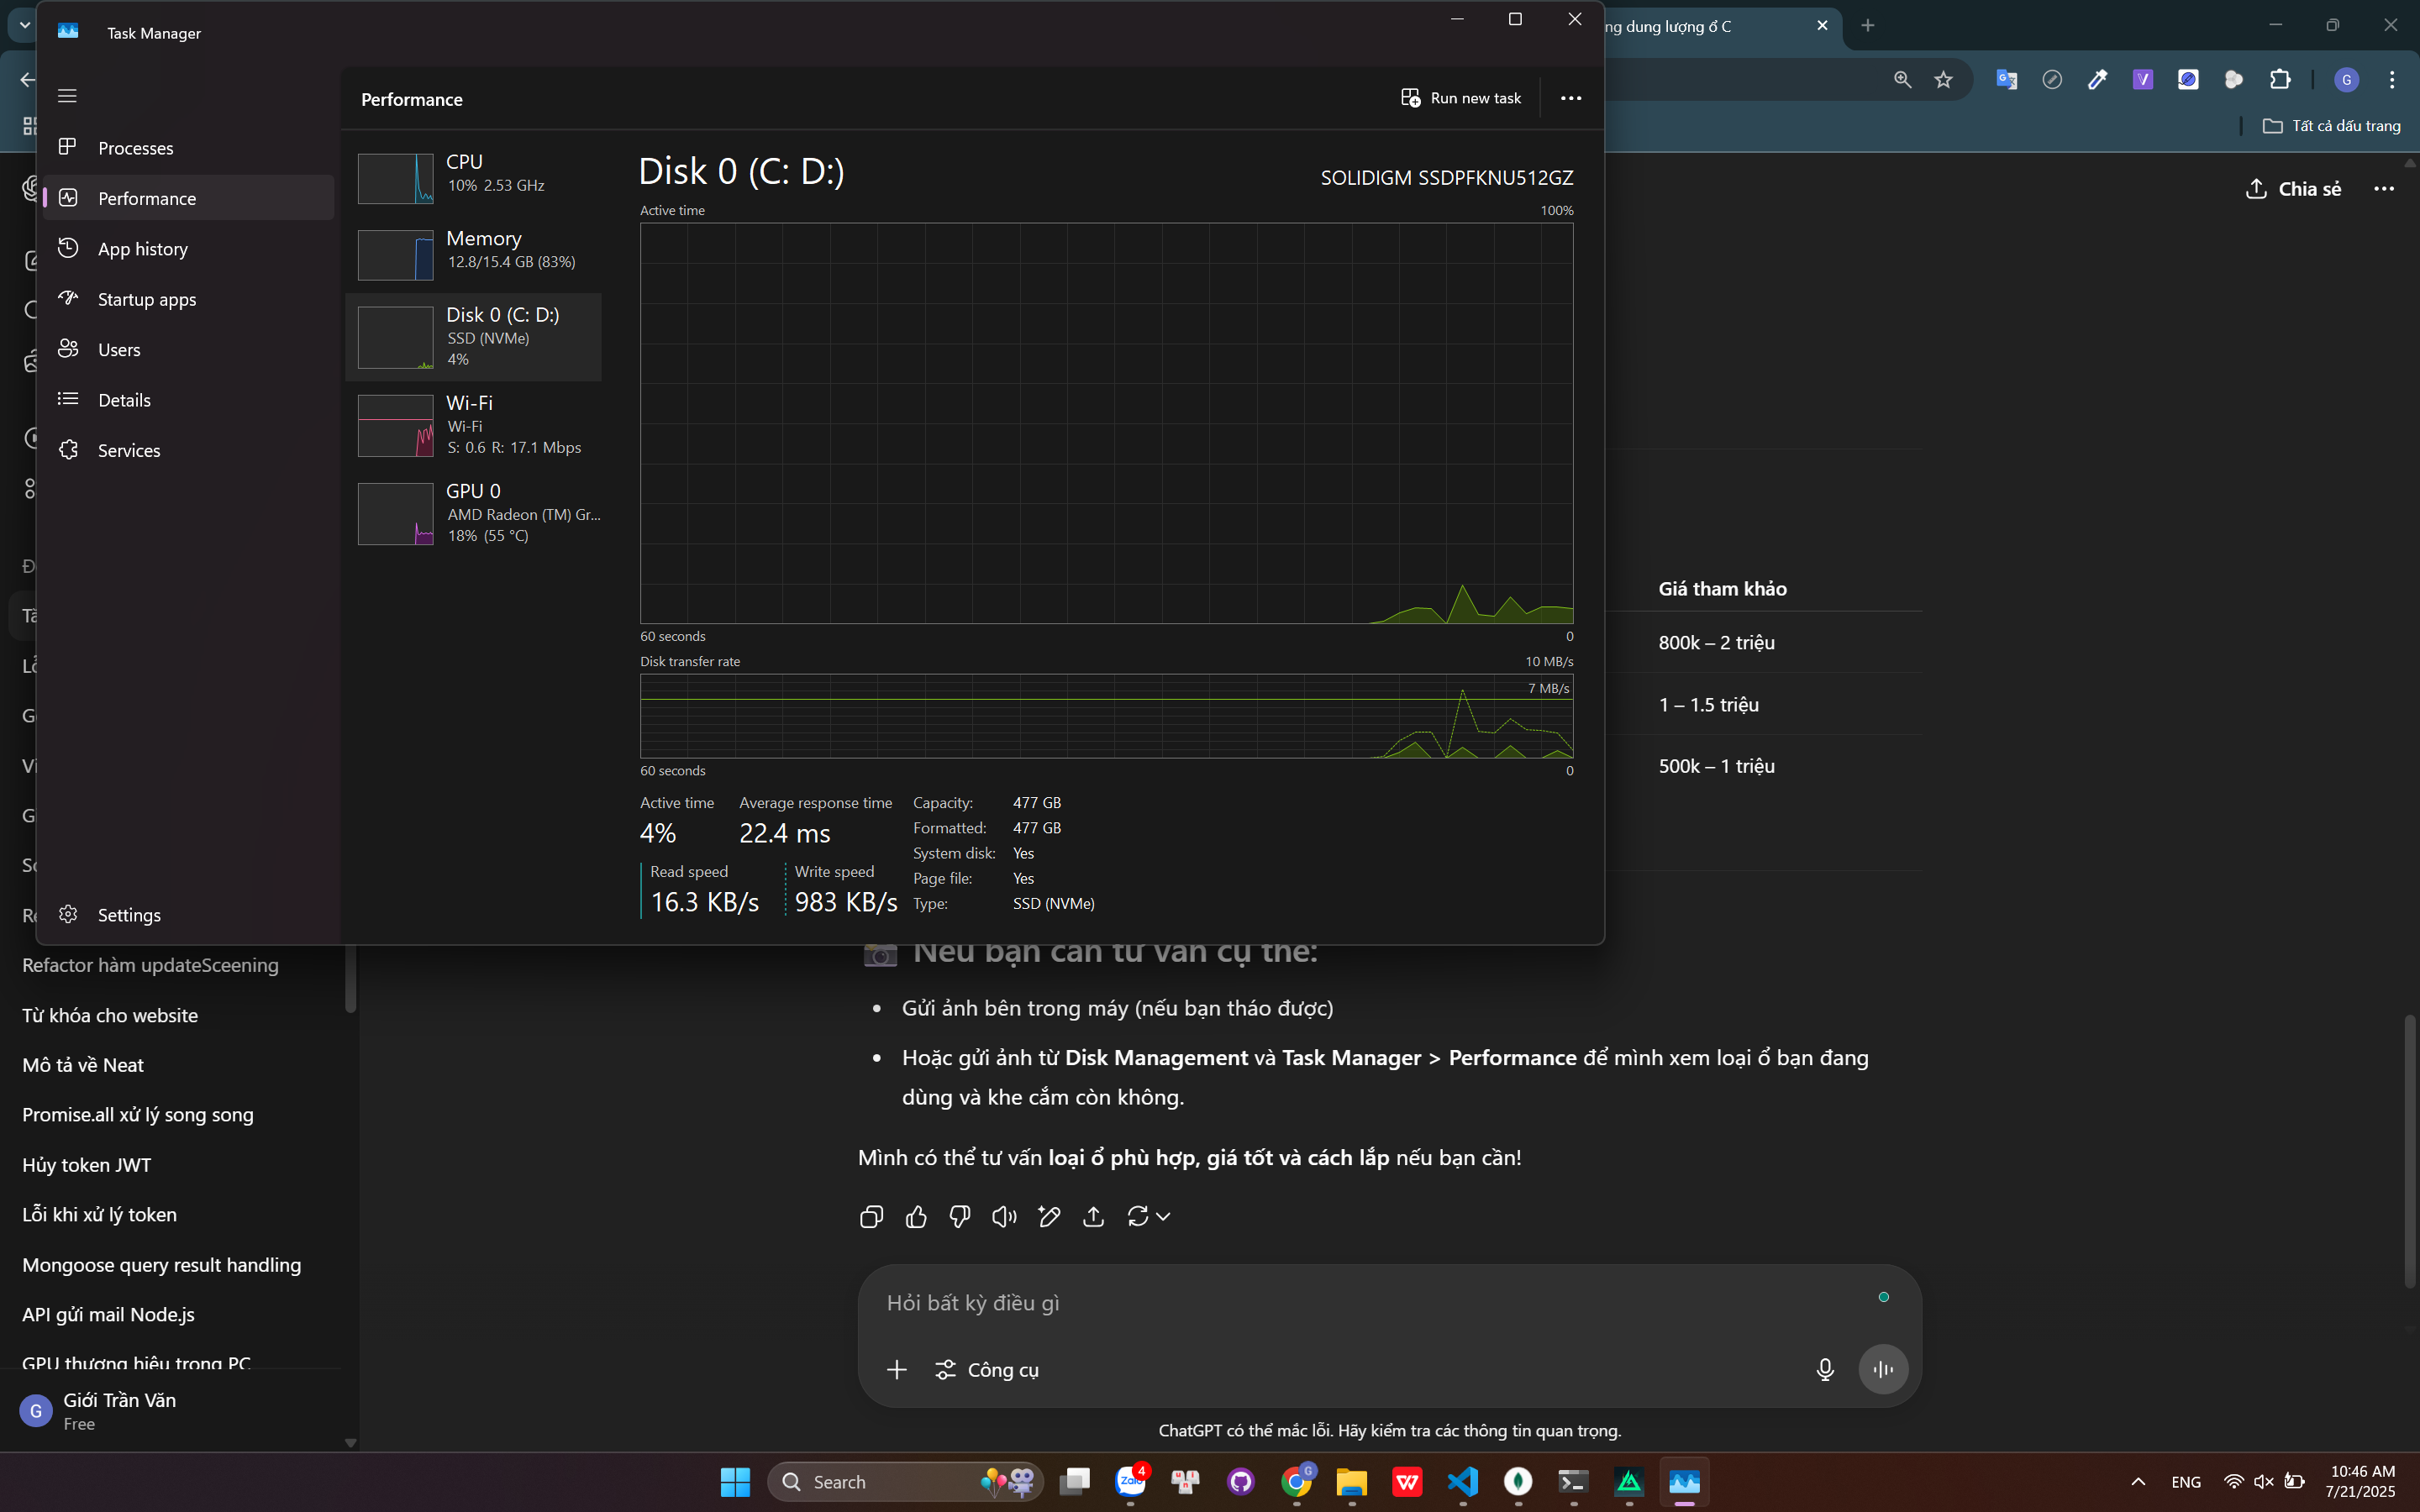 Task Manager
ng dung lượng ổ C
Performance
Run new task
Tất cả dấu trang
Processes
Performance
App history
Startup apps
Users
Details
Services
Settings
CPU
10% 2.53 GHz
Memory
12.8/15.4 GB (83%)
Disk 0 (C: D:)
SSD (NVMe)
4%
Wi-Fi
Wi-Fi
S: 0.6 R: 17.1 Mbps
GPU 0
AMD Radeon (TM) Gr...
18% (55 °C)
Disk 0 (C: D:)
SOLIDIGM SSDPFKNU512GZ
Active time
100%
60 seconds
0
Disk transfer rate
10 MB/s
7 MB/s
60 seconds
0
Active time
4%
Average response time
22.4 ms
Read speed
16.3 KB/s
Write speed
983 KB/s
Capacity: 477 GB
Formatted: 477 GB
System disk: Yes
Page file: Yes
Type: SSD (NVMe)
Chia sẻ
Giá tham khảo
800k – 2 triệu
1 – 1.5 triệu
500k – 1 triệu
Refactor hàm updateSceening
Từ khóa cho website
Mô tả về Neat
Promise.all xử lý song song
Hủy token JWT
Lỗi khi xử lý token
Mongoose query result handling
API gửi mail Node.js
GPU thương hiệu trong PC
G
Giới Trần Văn
Free
Nếu bạn cần tư vấn cụ thể:
Gửi ảnh bên trong máy (nếu bạn tháo được)
Hoặc gửi ảnh từ Disk Management và Task Manager > Performance để mình xem loại ổ bạn đang
dùng và khe cắm còn không.
Mình có thể tư vấn loại ổ phù hợp, giá tốt và cách lắp nếu bạn cần!
Hỏi bất kỳ điều gì
Công cụ
ChatGPT có thể mắc lỗi. Hãy kiểm tra các thông tin quan trọng.
Search
Zalo
4
G
ENG
10:46 AM
7/21/2025